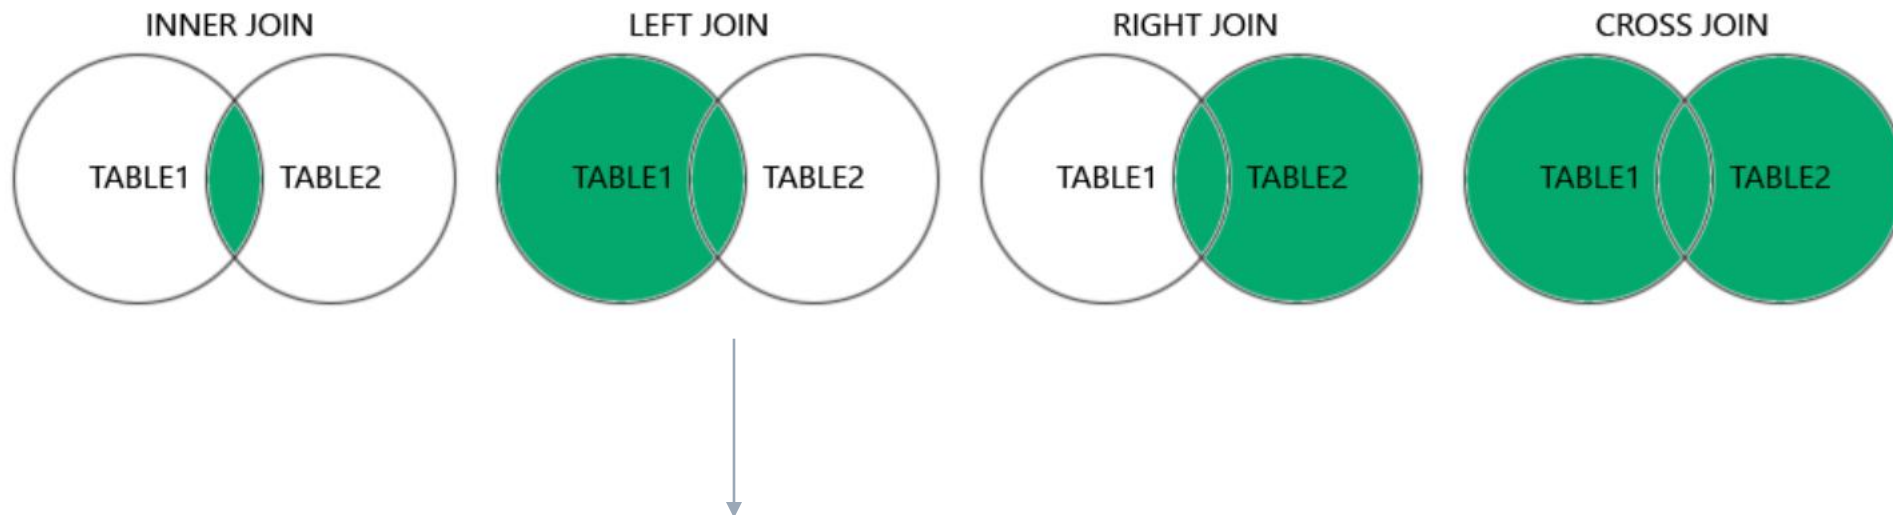 INNER JOIN
LEFT JOIN
RIGHT JOIN
CROSS JOIN
TABLE1
TABLE2
TABLE1
TABLE2
TABLE1
TABLE2
TABLE1
TABLE2